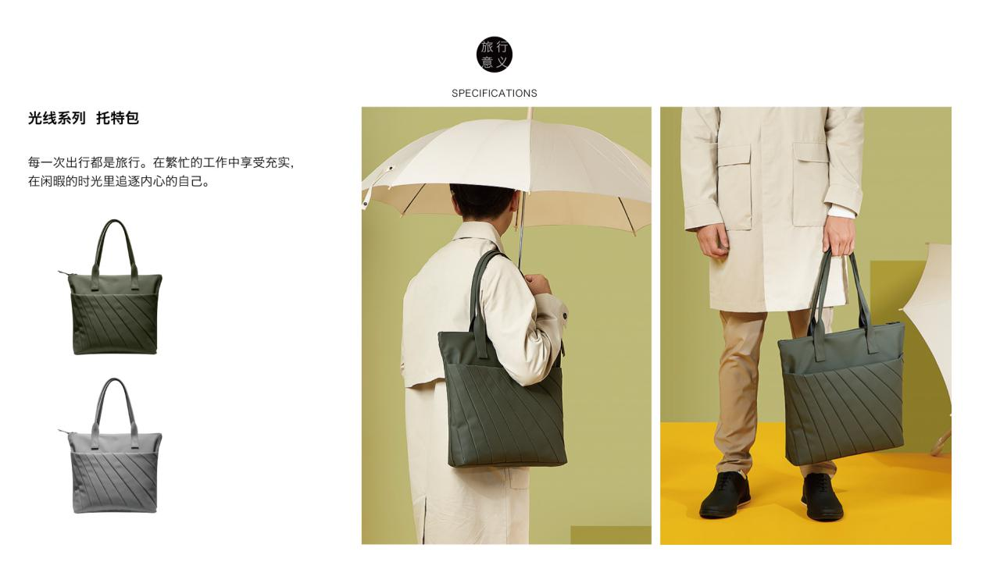 旅行
意义
SPECIFICATIONS
光线系列 托特包
每一次出行都是旅行。在繁忙的工作中享受充实，
在闲暇的时光里追逐内心的自己。